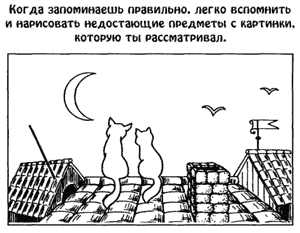 Когда запоминаешь правильно, легко вспомнить
и нарисовать недостающие предметы с картинки,
которую ты рассматривал.